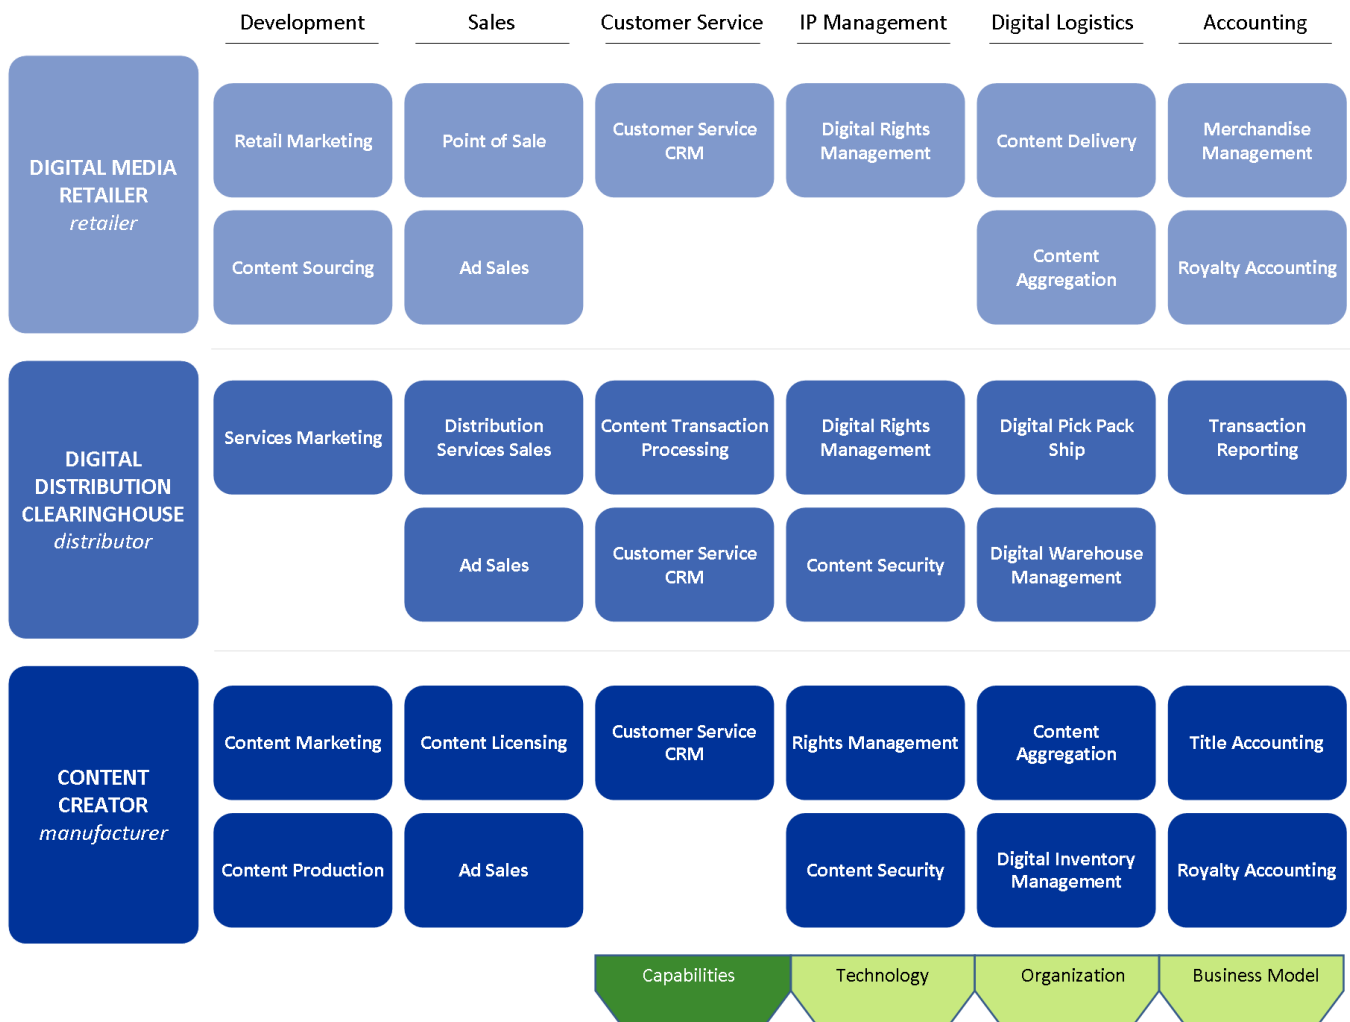 Development
Sales
Customer Service
IP Management
Digital Logistics
Accounting
DIGITAL MEDIA
RETAILER
retailer
Retail Marketing
Point of Sale
Customer Service
CRM
Digital Rights
Management
Content Delivery
Merchandise
Management
Content Sourcing
Ad Sales
Content
Aggregation
Royalty Accounting
DIGITAL
DISTRIBUTION
CLEARINGHOUSE
distributor
Services Marketing
Distribution
Services Sales
Content Transaction
Processing
Digital Rights
Management
Digital Pick Pack
Ship
Transaction
Reporting
Ad Sales
Customer Service
CRM
Content Security
Digital Warehouse
Management
CONTENT
CREATOR
manufacturer
Content Marketing
Content Licensing
Customer Service
CRM
Rights Management
Content
Aggregation
Title Accounting
Content Production
Ad Sales
Content Security
Digital Inventory
Management
Royalty Accounting
Capabilities
Technology
Organization
Business Model